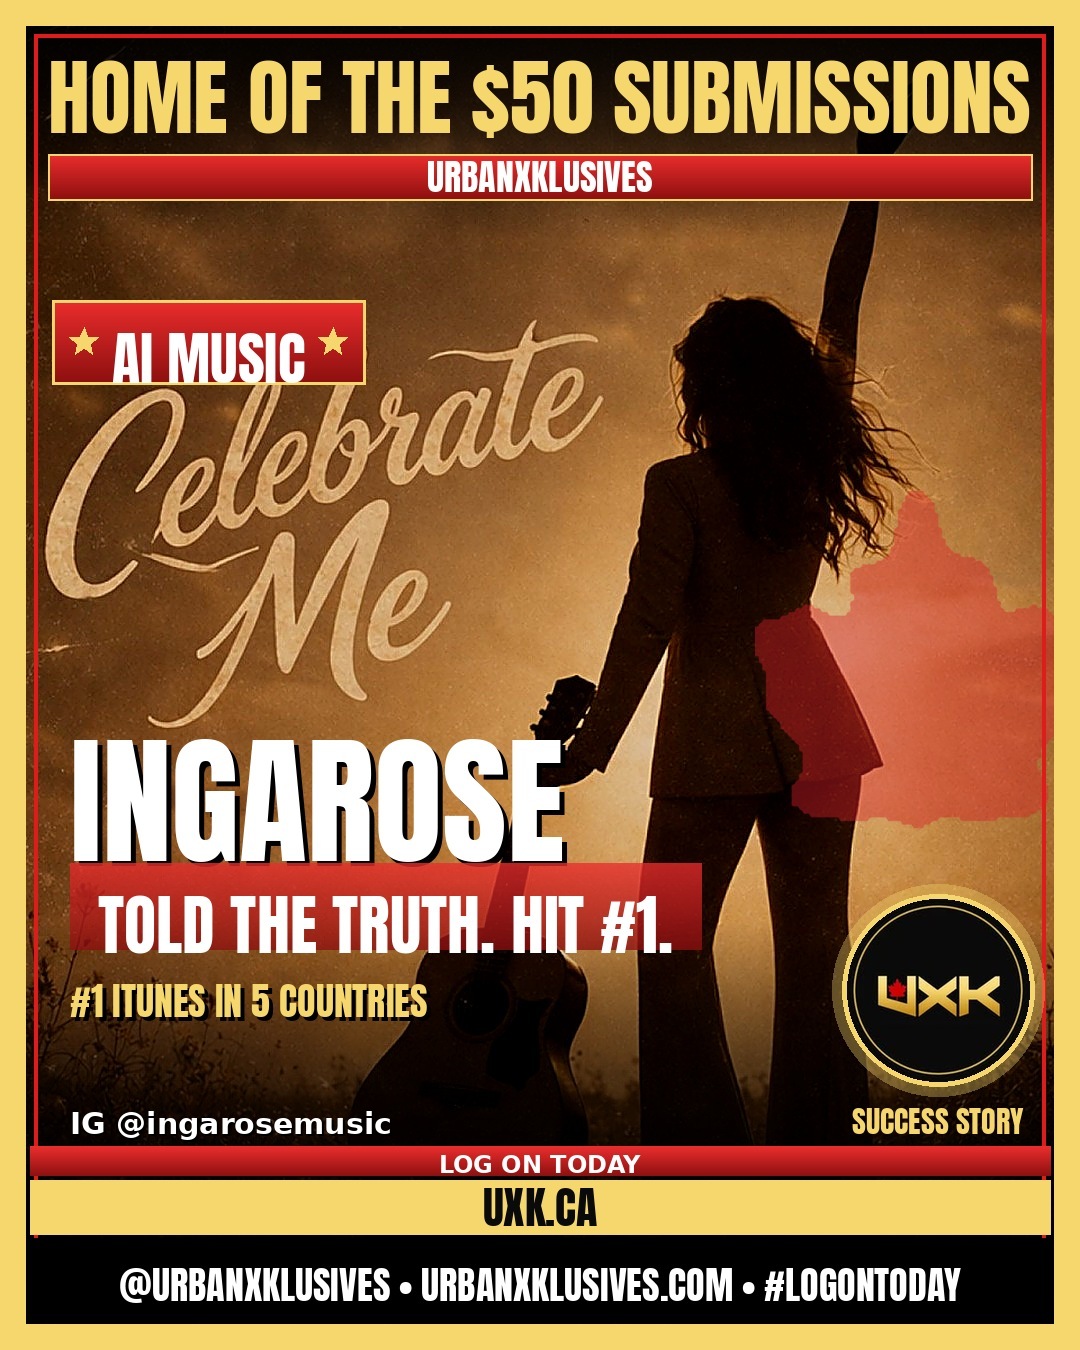 HOME OF THE $50 SUBMISSIONS
URBANXKLUSIVES
AI MUSIC
Celebrate
Me
INGAROSE
TOLD THE TRUTH. HIT #1.
#1 ITUNES IN 5 COUNTRIES
UXK
IG @ingarosemusic
SUCCESS STORY
LOG ON TODAY
UXK.CA
@URBANXKLUSIVES • URBANXKLUSIVES.COM • #LOGONTODAY